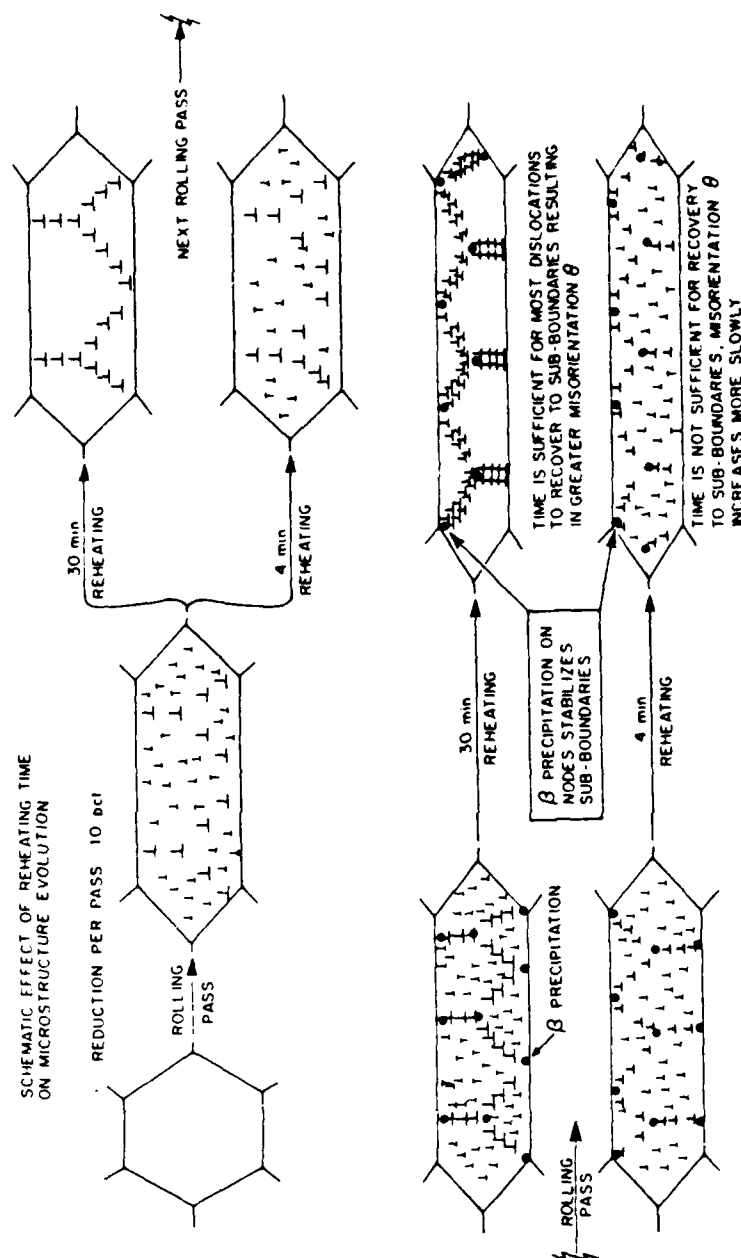 SCHEMATIC EFFECT OF REHEATING TIME
ON MICROSTRUCTURE EVOLUTION
REDUCTION PER PASS 10 pct
ROLLING
PASS
30 min
REHEATING
4 min
REHEATING
NEXT ROLLING PASS
ROLLING
PASS
β PRECIPITATION
30 min
REHEATING
β PRECIPITATION ON
NODES STABILIZES
SUB-BOUNDARIES
4 min
REHEATING
TIME IS SUFFICIENT FOR MOST DISLOCATIONS
TO RECOVER TO SUB-BOUNDARIES RESULTING
IN GREATER MISORIENTATION θ
TIME IS NOT SUFFICIENT FOR RECOVERY
TO SUB-BOUNDARIES, MISORIENTATION θ
INCREASES MORE SLOWLY